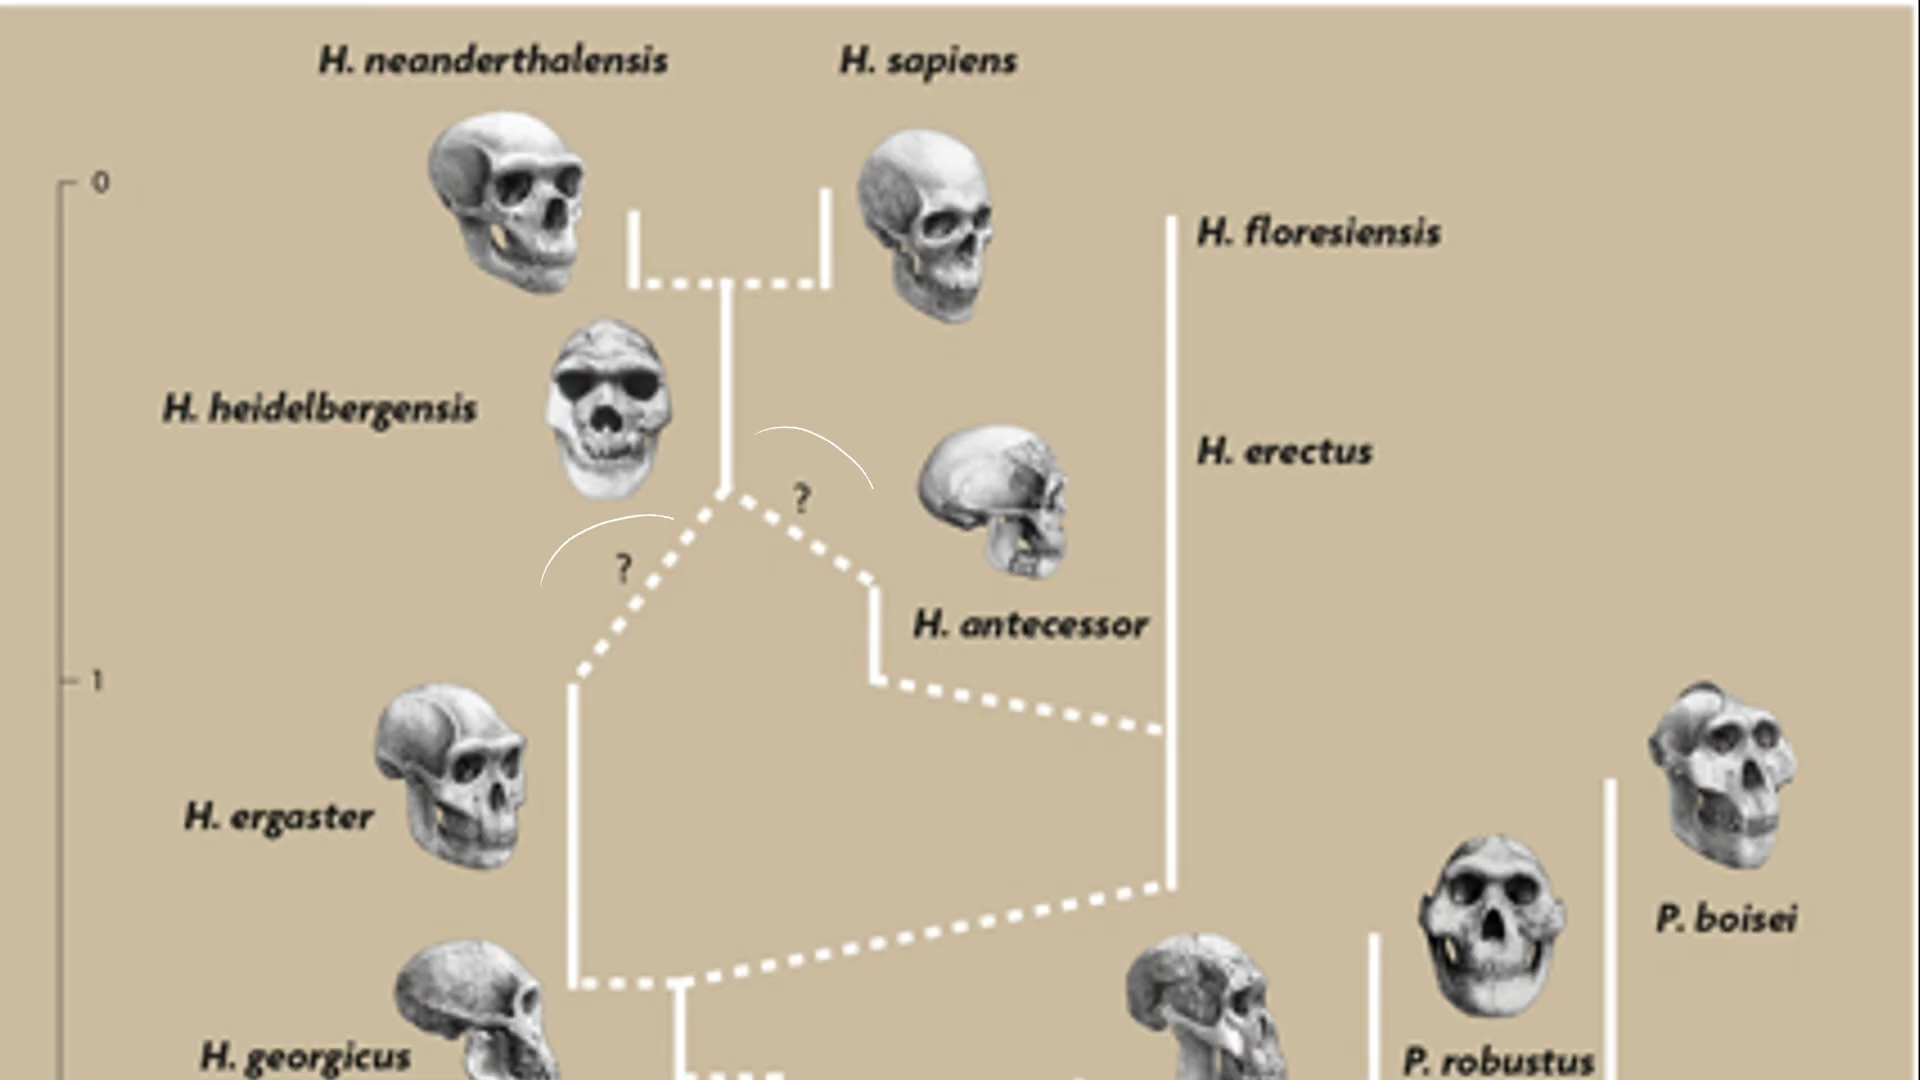 H. neanderthalensis
H. sapiens
0
H. floresiensis
H. heidelbergensis
H. erectus
?
?
H. antecessor
1
H. ergaster
P. boisei
H. georgicus
P. robustus